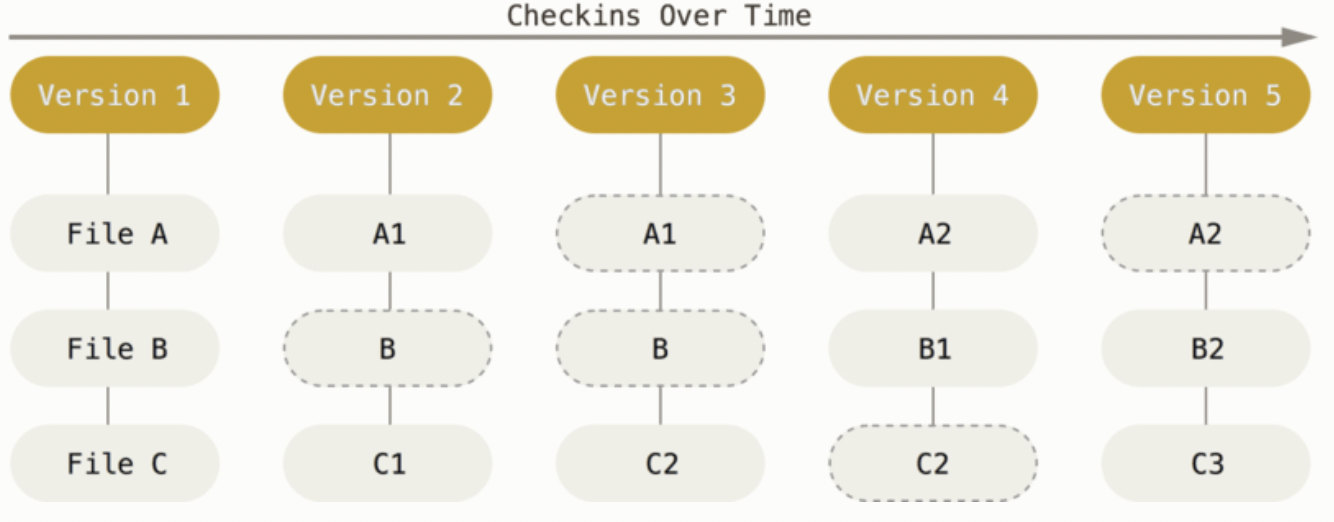 Checkins Over Time
Version 1 Version 2 Version 3 Version 4 Version 5
File A A1 A1 A2 A2
File B B B B1 B2
File C C1 C2 C2 C3